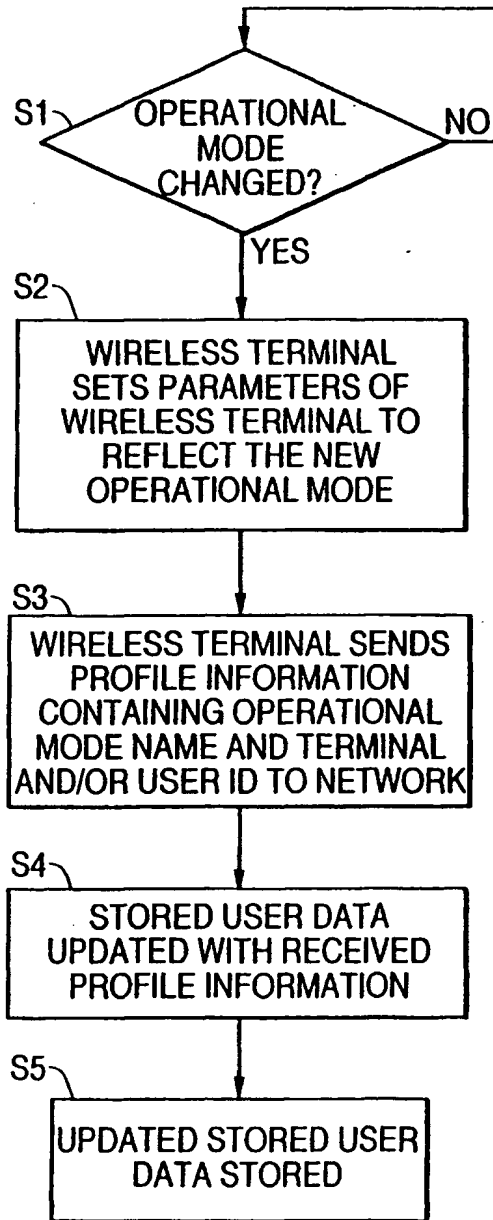 S1
OPERATIONAL
MODE
CHANGED?
NO
YES
S2
WIRELESS TERMINAL
SETS PARAMETERS OF
WIRELESS TERMINAL TO
REFLECT THE NEW
OPERATIONAL MODE
S3
WIRELESS TERMINAL SENDS
PROFILE INFORMATION
CONTAINING OPERATIONAL
MODE NAME AND TERMINAL
AND/OR USER ID TO NETWORK
S4
STORED USER DATA
UPDATED WITH RECEIVED
PROFILE INFORMATION
S5
UPDATED STORED USER
DATA STORED